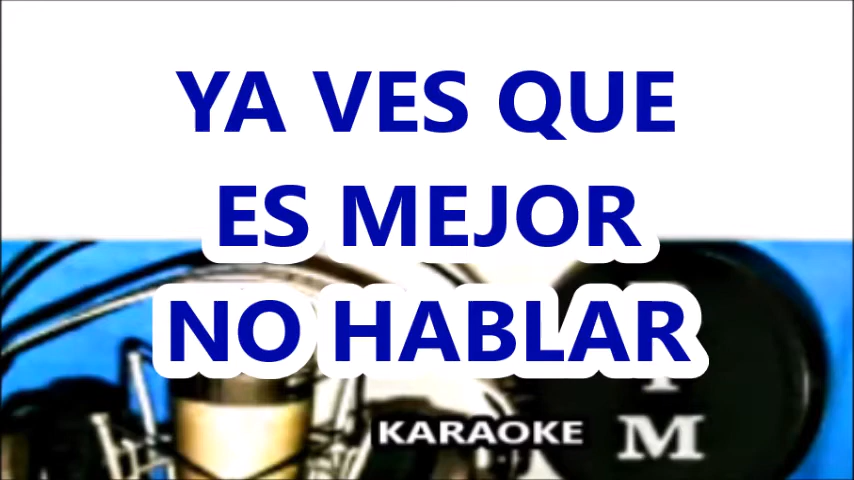 YA VES QUE
ES MEJOR
NO HABLAR
KARAOKE
M